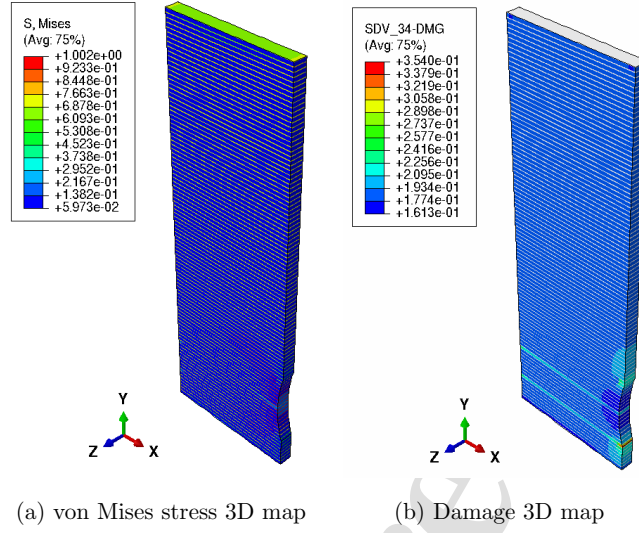 S, Mises
(Avg: 75%)
+1.002e+00
+9.233e-01
+8.448e-01
+7.663e-01
+6.878e-01
+6.093e-01
+5.308e-01
+4.523e-01
+3.738e-01
+2.952e-01
+2.167e-01
+1.382e-01
+5.973e-02
Y
Z
X
(a) von Mises stress 3D map
SDV_34-DMG
(Avg: 75%)
+3.540e-01
+3.379e-01
+3.219e-01
+3.058e-01
+2.898e-01
+2.737e-01
+2.577e-01
+2.416e-01
+2.256e-01
+2.095e-01
+1.934e-01
+1.774e-01
+1.613e-01
Y
Z
X
(b) Damage 3D map